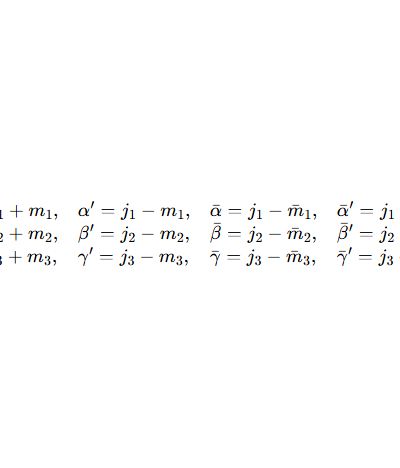 ₁ + m₁, α′ = j₁ − m₁, ᾱ = j₁ − m̄₁, ᾱ′ = j₁
₂ + m₂, β′ = j₂ − m₂, β̄ = j₂ − m̄₂, β̄′ = j₂
₃ + m₃, γ′ = j₃ − m₃, γ̄ = j₃ − m̄₃, γ̄′ = j₃